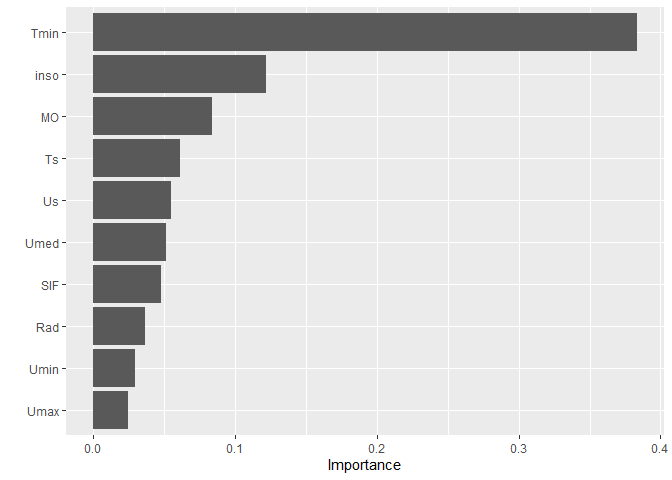 Tmin
inso
MO
Ts
Us
Umed
SIF
Rad
Umin
Umax
0.0 0.1 0.2 0.3 0.4
Importance